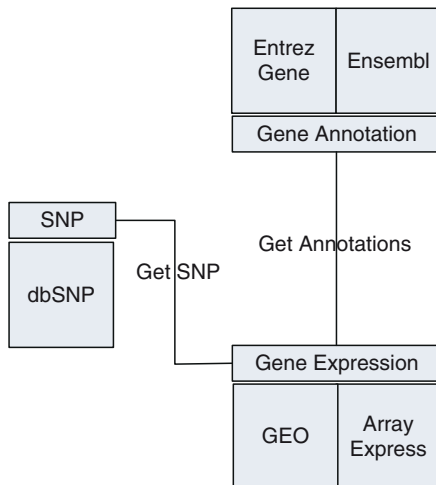 Entrez
Gene
Ensembl
Gene Annotation
SNP
Get Annotations
Get SNP
dbSNP
Gene Expression
GEO
Array
Express